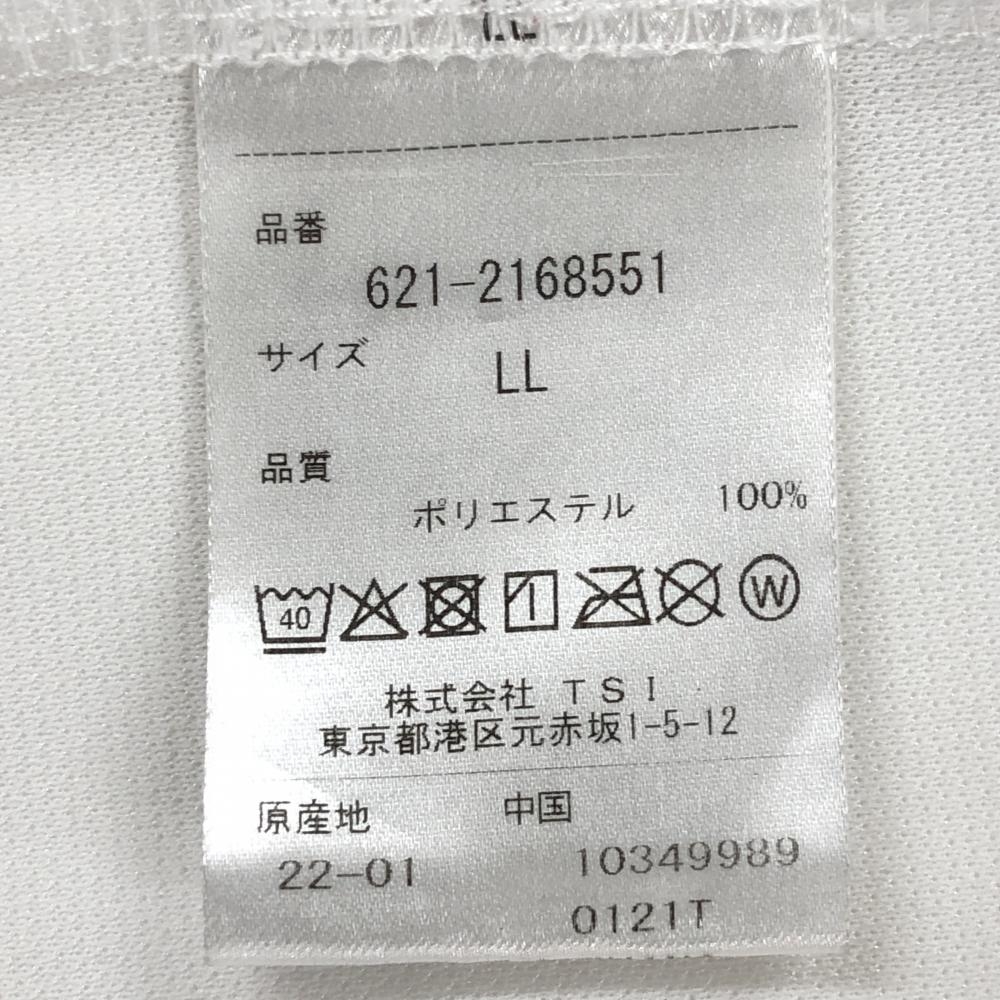 LL
品番
621-2168551
サイズ LL
品質
ポリエステル 100%
40 W
株式会社 TSI
東京都港区元赤坂1-5-12
原産地 中国
22-01 10349989
0121T